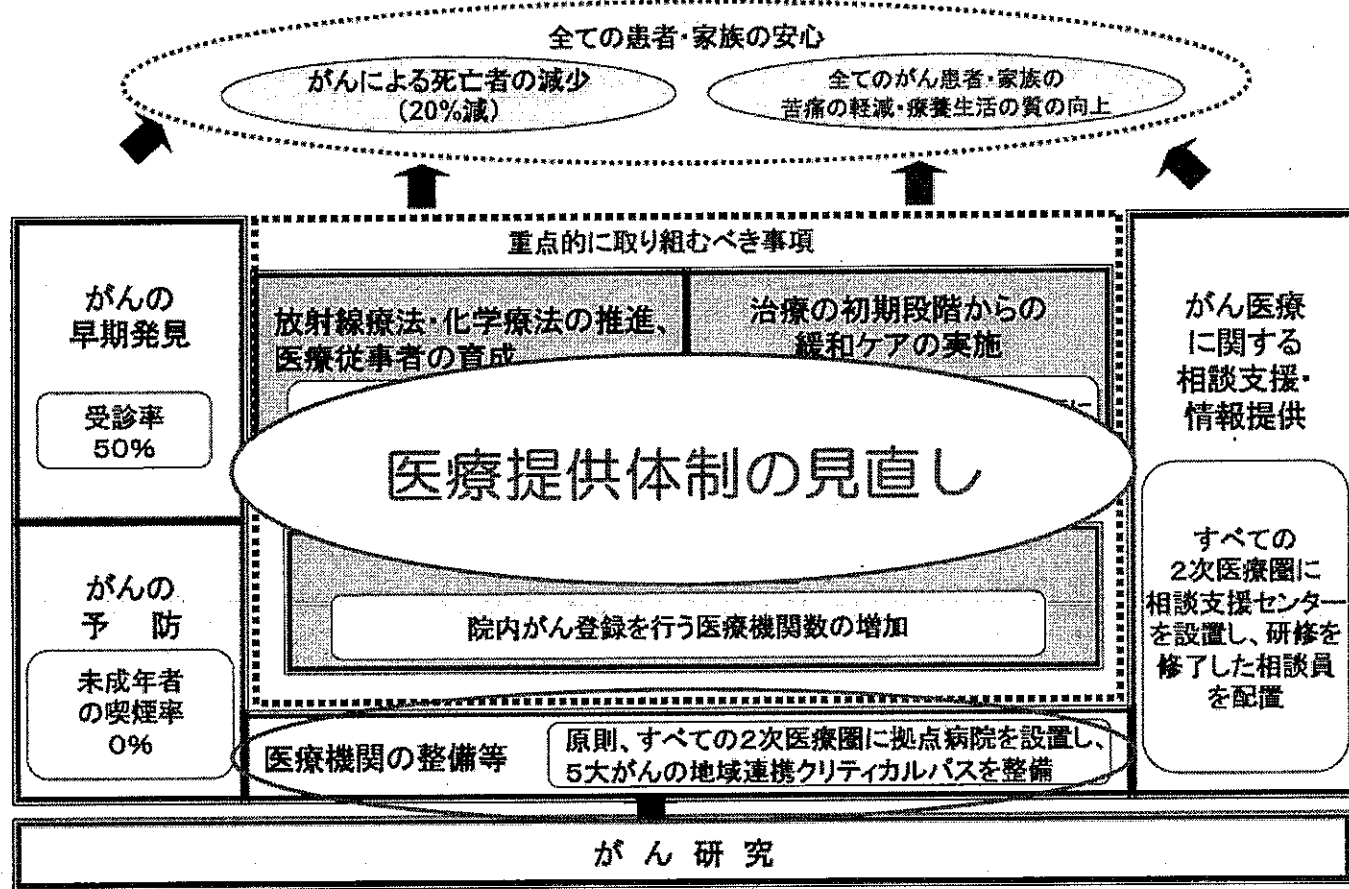 全ての患者・家族の安心
がんによる死亡者の減少
(20%減)
全てのがん患者・家族の
苦痛の軽減・療養生活の質の向上
重点的に取り組むべき事項
がんの
早期発見
受診率
50%
がんの
予 防
未成年者
の喫煙率
0%
放射線療法・化学療法の推進、
医療従事者の育成
治療の初期段階からの
緩和ケアの実施
に
医療提供体制の見直し
院内がん登録を行う医療機関数の増加
医療機関の整備等
原則、すべての2次医療圏に拠点病院を設置し、
5大がんの地域連携クリティカルパスを整備
がん医療
に関する
相談支援・
情報提供
すべての
2次医療圏に
相談支援センター
を設置し、研修を
修了した相談員
を配置
がん研究